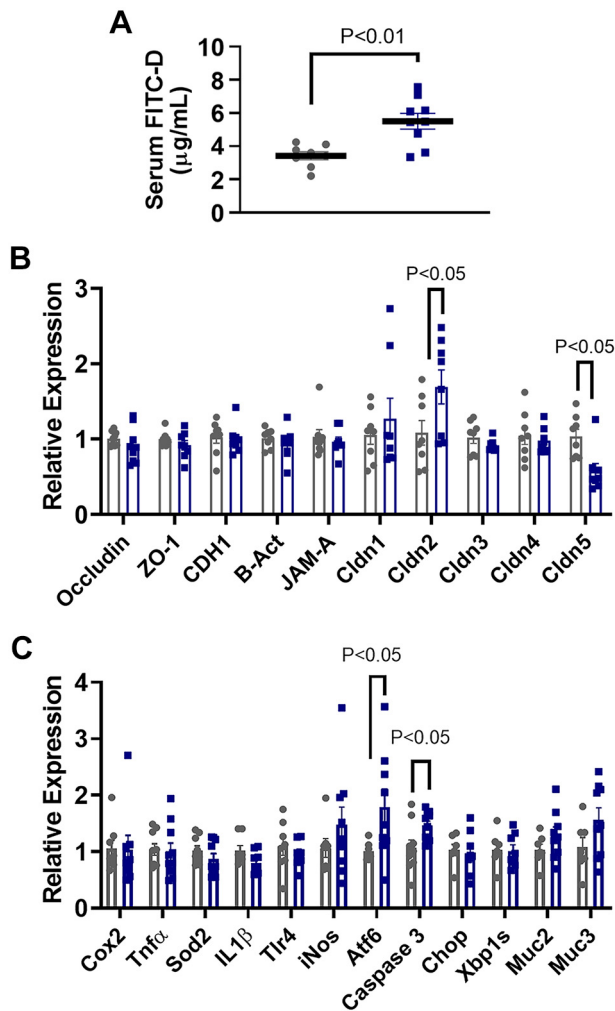 A
P<0.01
Serum FITC-D
(μg/mL)
10
8
6
4
2
0
B
P<0.05
P<0.05
Relative Expression
3
2
1
0
Occludin
ZO-1
CDH1
B-Act
JAM-A
Cldn1
Cldn2
Cldn3
Cldn4
Cldn5
C
P<0.05
P<0.05
Relative Expression
4
3
2
1
0
Cox2
Tnfα
Sod2
IL1β
Tlr4
iNos
Atf6
Caspase 3
Chop
Xbp1s
Muc2
Muc3